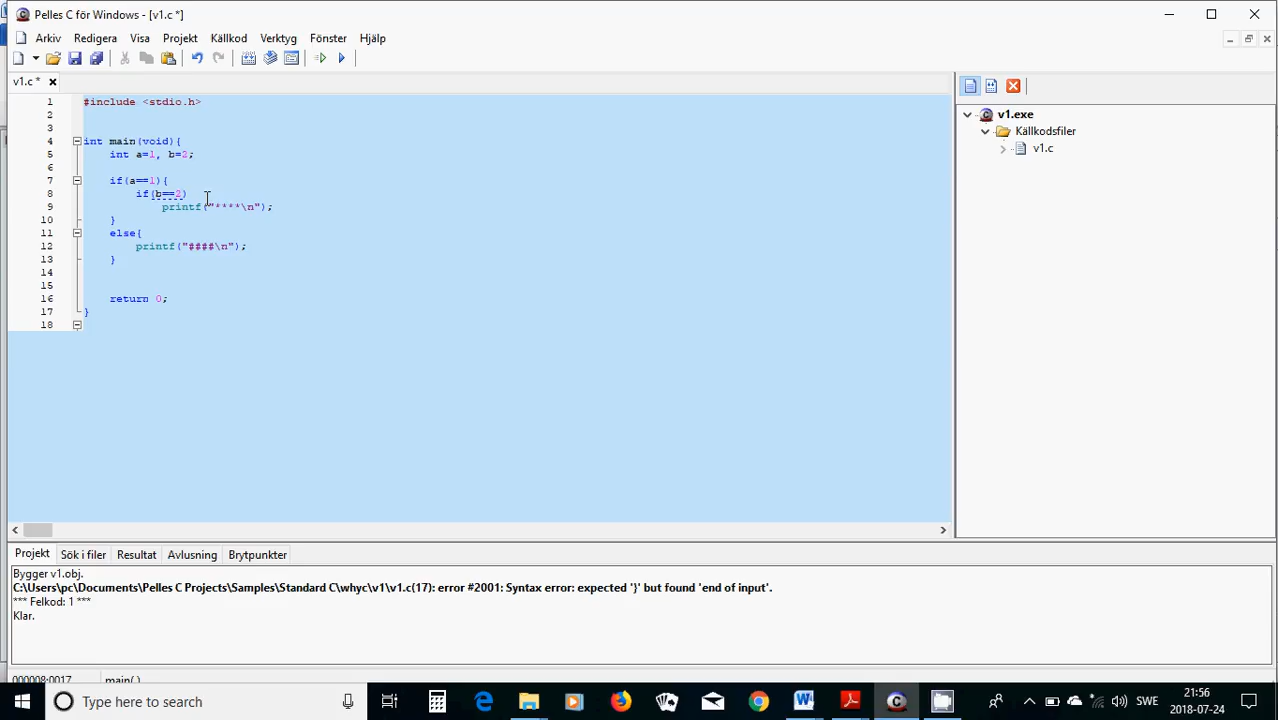 Pelles C för Windows - [v1.c *]
Arkiv Redigera Visa Projekt Källkod Verktyg Fönster Hjälp
v1.c *
1 #include <stdio.h>
2
3
4 int main(void){
5 int a=1, b=2;
6
7 if(a==1){
8 if(b==2)
9 printf("****\n");
10 }
11 else{
12 printf("####\n");
13 }
14
15
16 return 0;
17 }
18
v1.exe
Källkodsfiler
v1.c
Projekt Sök i filer Resultat Avlusning Brytpunkter
Bygger v1.obj.
C:\Users\pc\Documents\Pelles C Projects\Samples\Standard C\whyc\v1\v1.c(17): error #2001: Syntax error: expected '}' but found 'end of input'.
*** Felkod: 1 ***
Klar.
000008:0017 main( )
Type here to search
SWE
21:56
2018-07-24